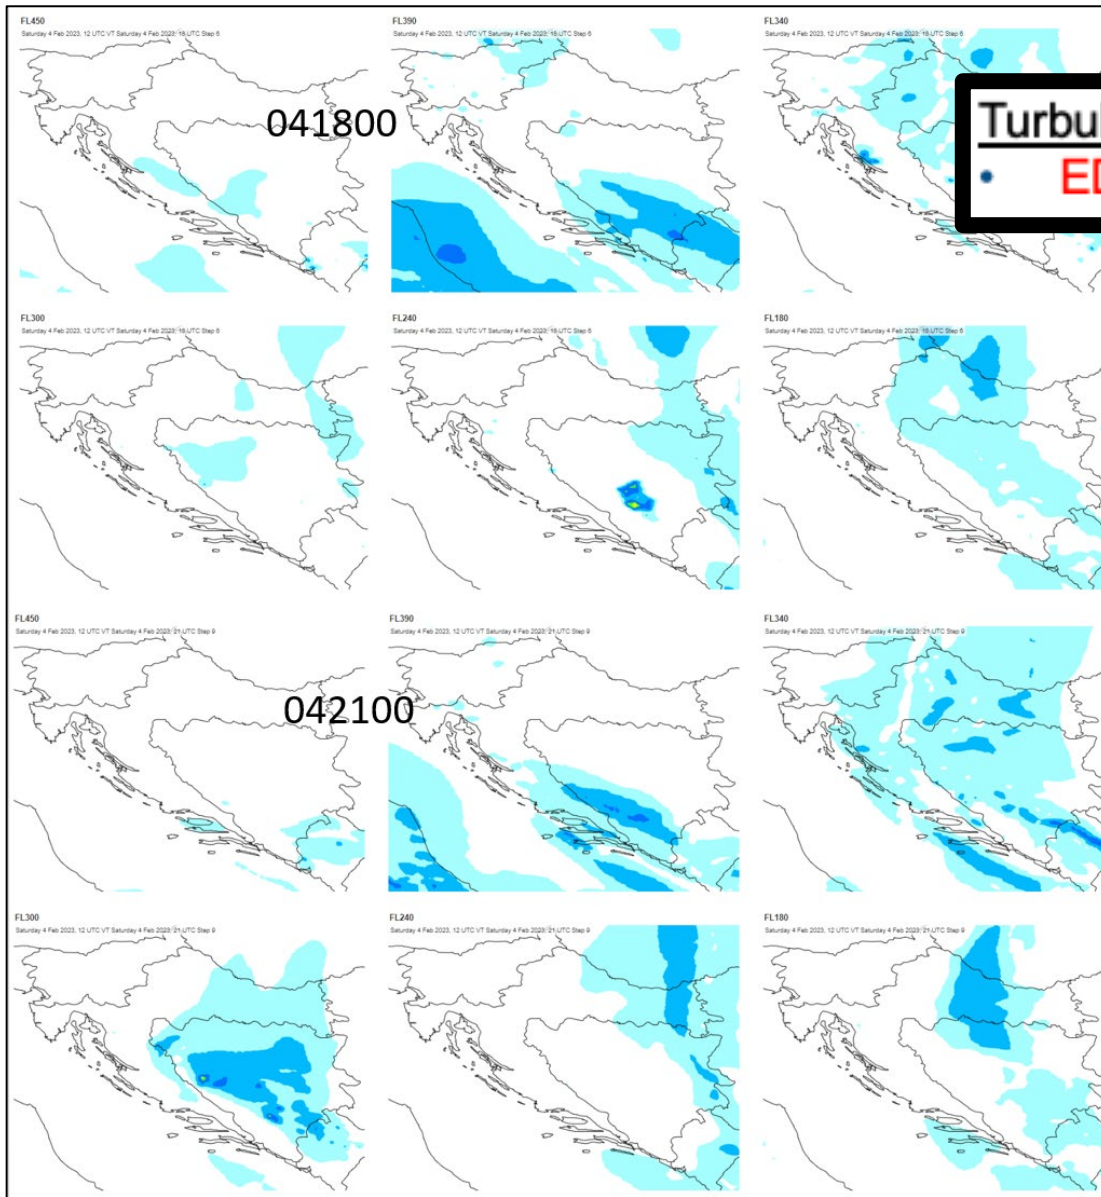 FL450
Saturday 4 Feb 2023, 12 UTC VT Saturday 4 Feb 2023, 18 UTC Step 6
FL390
Saturday 4 Feb 2023, 12 UTC VT Saturday 4 Feb 2023, 18 UTC Step 6
FL340
Saturday 4 Feb 2023, 12 UTC VT Saturday 4 Feb 2023, 18 UTC Step 6
041800
Turbu
• ED
FL300
Saturday 4 Feb 2023, 12 UTC VT Saturday 4 Feb 2023, 18 UTC Step 6
FL240
Saturday 4 Feb 2023, 12 UTC VT Saturday 4 Feb 2023, 18 UTC Step 6
FL180
Saturday 4 Feb 2023, 12 UTC VT Saturday 4 Feb 2023, 18 UTC Step 6
FL450
Saturday 4 Feb 2023, 12 UTC VT Saturday 4 Feb 2023, 21 UTC Step 9
FL390
Saturday 4 Feb 2023, 12 UTC VT Saturday 4 Feb 2023, 21 UTC Step 9
FL340
Saturday 4 Feb 2023, 12 UTC VT Saturday 4 Feb 2023, 21 UTC Step 9
042100
FL300
Saturday 4 Feb 2023, 12 UTC VT Saturday 4 Feb 2023, 21 UTC Step 9
FL240
Saturday 4 Feb 2023, 12 UTC VT Saturday 4 Feb 2023, 21 UTC Step 9
FL180
Saturday 4 Feb 2023, 12 UTC VT Saturday 4 Feb 2023, 21 UTC Step 9